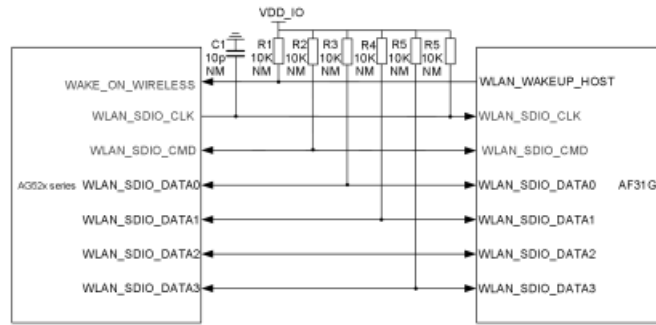 VDD_IO
C1 R1 R2 R3 R4 R5 R5
10p 10K 10K 10K 10K 10K 10K
NM NM NM NM NM NM NM
WAKE_ON_WIRELESS WLAN_WAKEUP_HOST
WLAN_SDIO_CLK WLAN_SDIO_CLK
WLAN_SDIO_CMD WLAN_SDIO_CMD
AG52x series WLAN_SDIO_DATA0 WLAN_SDIO_DATA0 AF31G
WLAN_SDIO_DATA1 WLAN_SDIO_DATA1
WLAN_SDIO_DATA2 WLAN_SDIO_DATA2
WLAN_SDIO_DATA3 WLAN_SDIO_DATA3